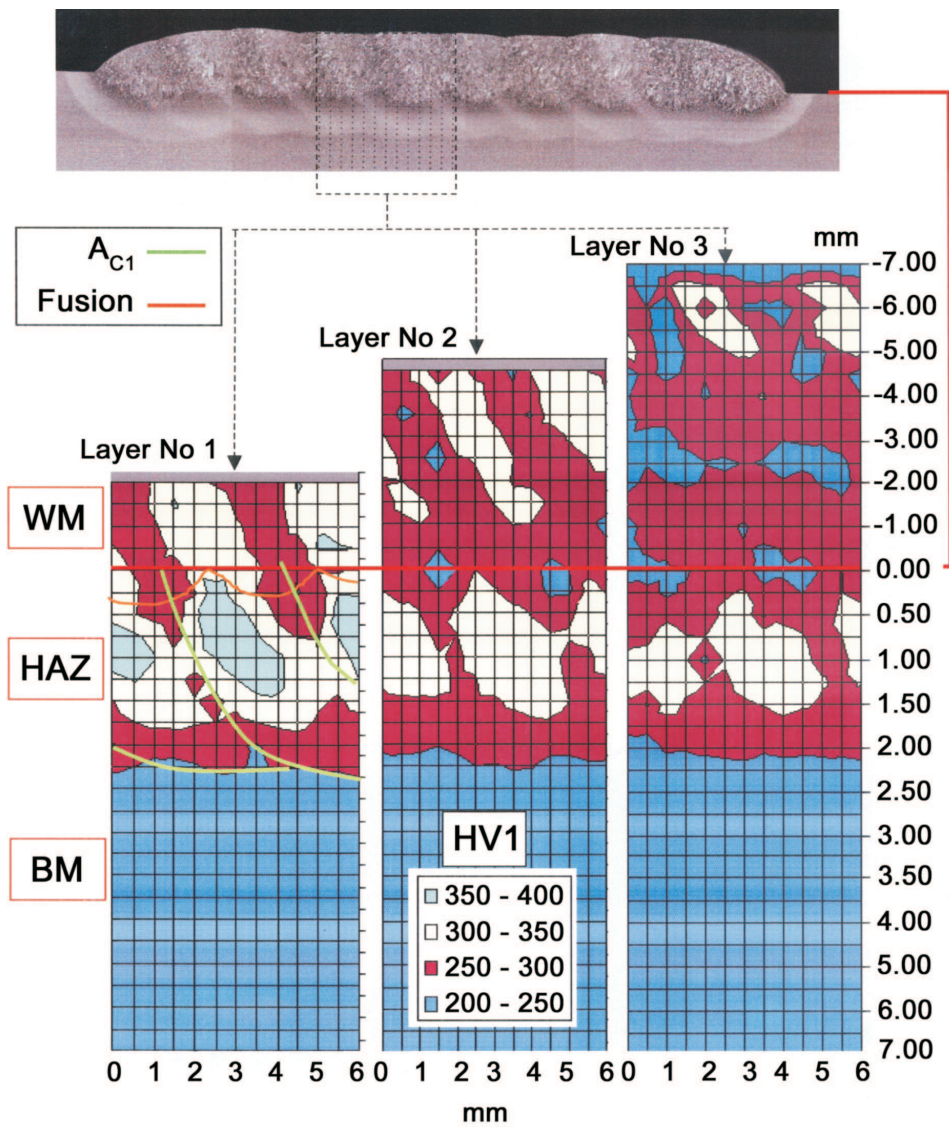 A_C1
Fusion
Layer No 1
Layer No 2
Layer No 3
mm
-7.00
-6.00
-5.00
-4.00
-3.00
-2.00
-1.00
0.00
0.50
1.00
1.50
2.00
2.50
3.00
3.50
4.00
5.00
6.00
7.00
WM
HAZ
BM
HV1
350 - 400
300 - 350
250 - 300
200 - 250
0 1 2 3 4 5 6
0 1 2 3 4 5 6
0 1 2 3 4 5 6
mm